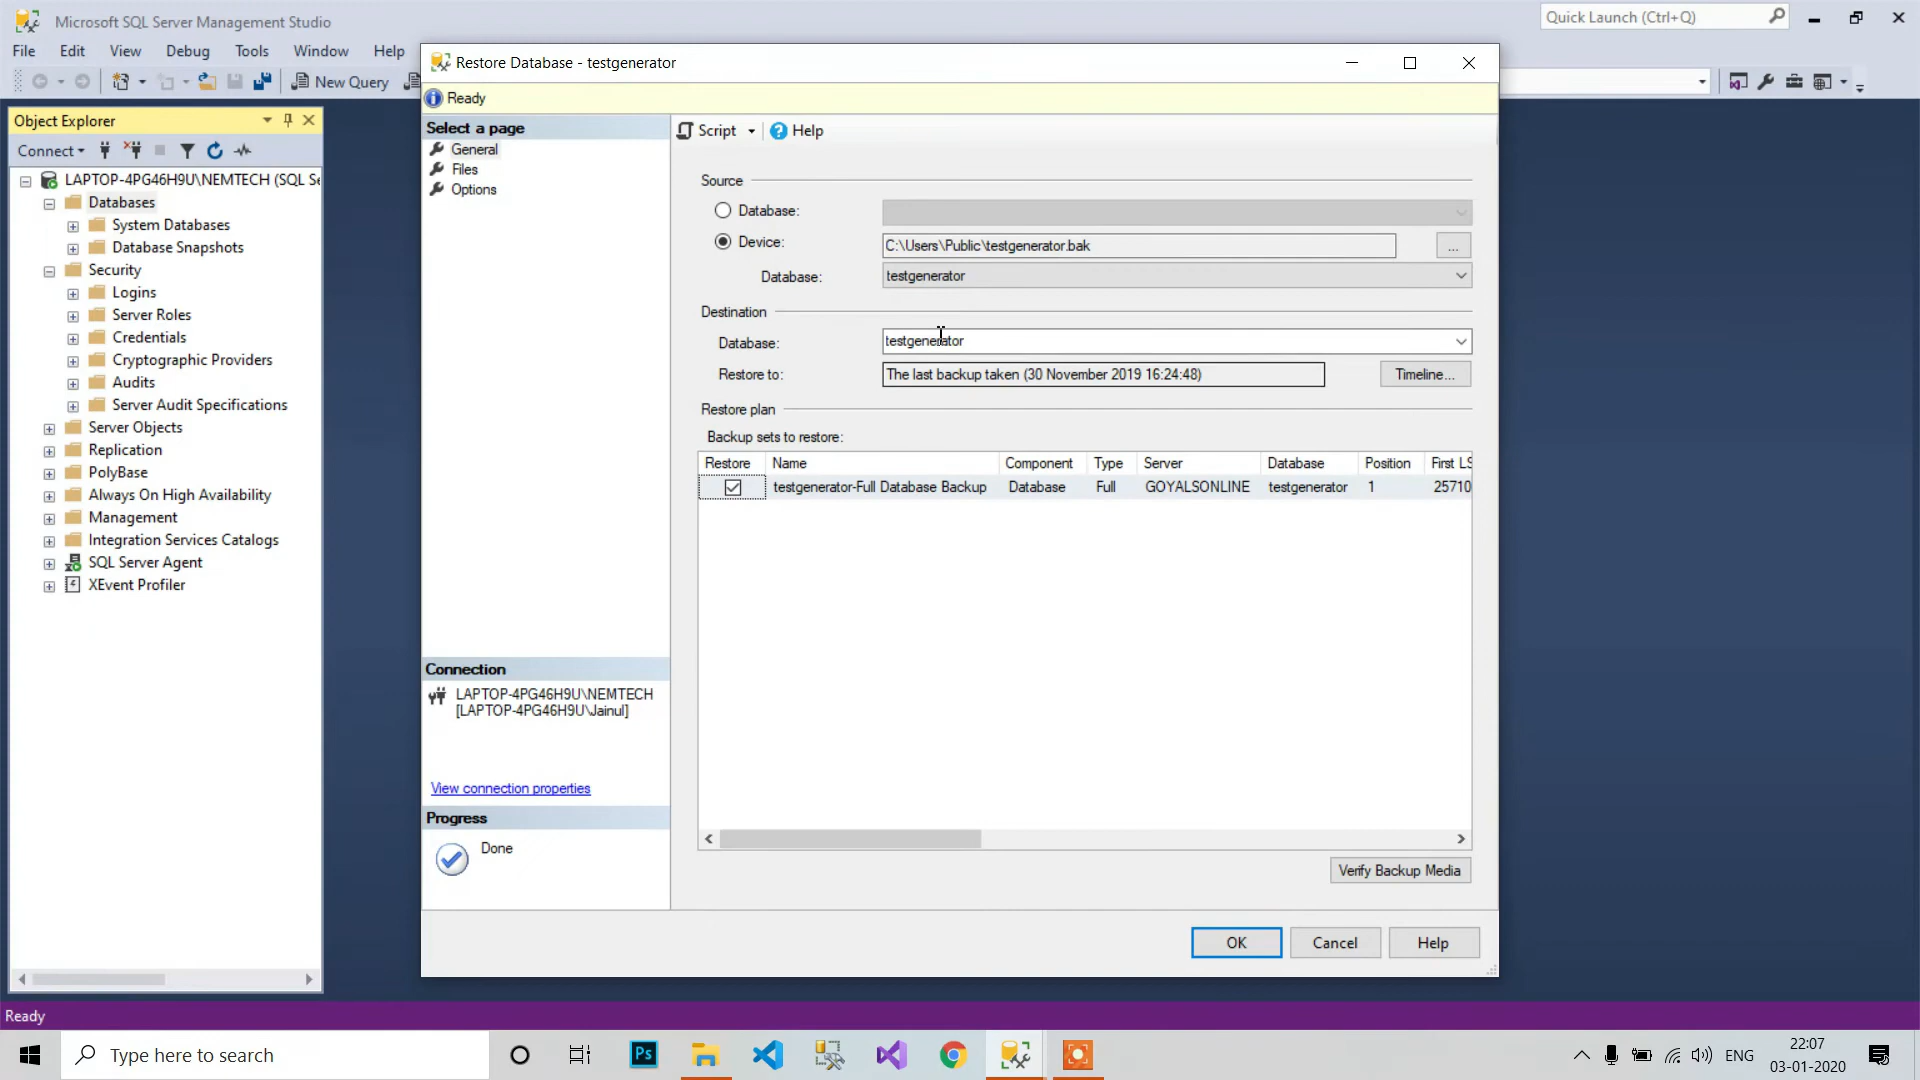 Microsoft SQL Server Management Studio
Quick Launch (Ctrl+Q)
File Edit View Debug Tools Window Help
New Query
Restore Database - testgenerator
Ready
Object Explorer
Connect
LAPTOP-4PG46H9U\NEMTECH (SQL Se
Databases
System Databases
Database Snapshots
Security
Logins
Server Roles
Credentials
Cryptographic Providers
Audits
Server Audit Specifications
Server Objects
Replication
PolyBase
Always On High Availability
Management
Integration Services Catalogs
SQL Server Agent
XEvent Profiler
Select a page
General
Files
Options
Script Help
Source
Database:
Device: C:\Users\Public\testgenerator.bak ...
Database: testgenerator
Destination
Database: testgenerator
Restore to: The last backup taken (30 November 2019 16:24:48) Timeline...
Restore plan
Backup sets to restore:
Restore Name Component Type Server Database Position First LS
testgenerator-Full Database Backup Database Full GOYALSONLINE testgenerator 1 25710
Connection
LAPTOP-4PG46H9U\NEMTECH
[LAPTOP-4PG46H9U\Jainul]
View connection properties
Progress
Done
Verify Backup Media
OK Cancel Help
Ready
Type here to search
Ps
ENG
22:07
03-01-2020